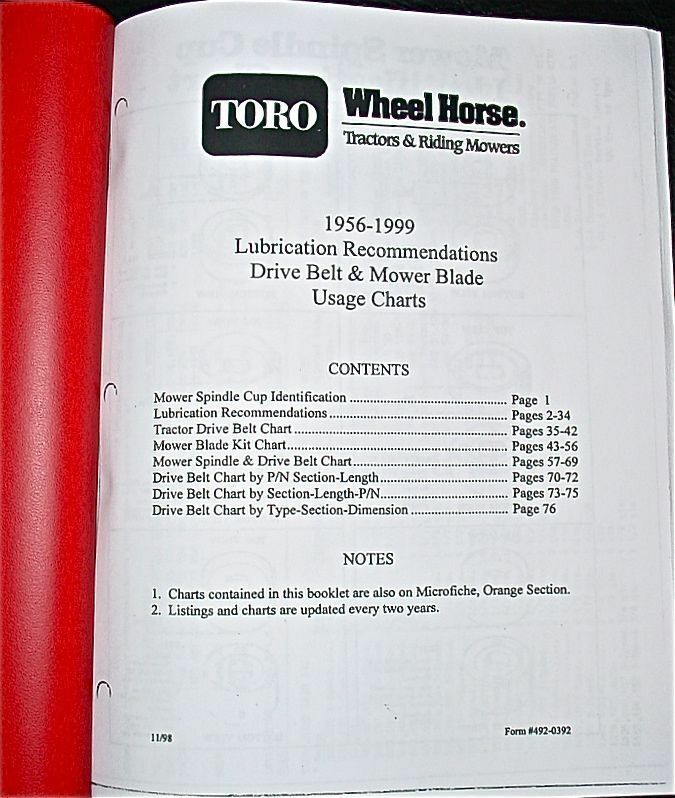 TORO
Wheel Horse.
Tractors & Riding Mowers
1956-1999
Lubrication Recommendations
Drive Belt & Mower Blade
Usage Charts
CONTENTS
Mower Spindle Cup Identification ............................................. Page 1
Lubrication Recommendations .................................................. Pages 2-34
Tractor Drive Belt Chart ............................................................ Pages 35-42
Mower Blade Kit Chart .............................................................. Pages 43-56
Mower Spindle & Drive Belt Chart ............................................ Pages 57-69
Drive Belt Chart by P/N Section-Length .................................... Pages 70-72
Drive Belt Chart by Section-Length-P/N .................................... Pages 73-75
Drive Belt Chart by Type-Section-Dimension ........................... Page 76
NOTES
1. Charts contained in this booklet are also on Microfiche, Orange Section.
2. Listings and charts are updated every two years.
11/98
Form #492-0392